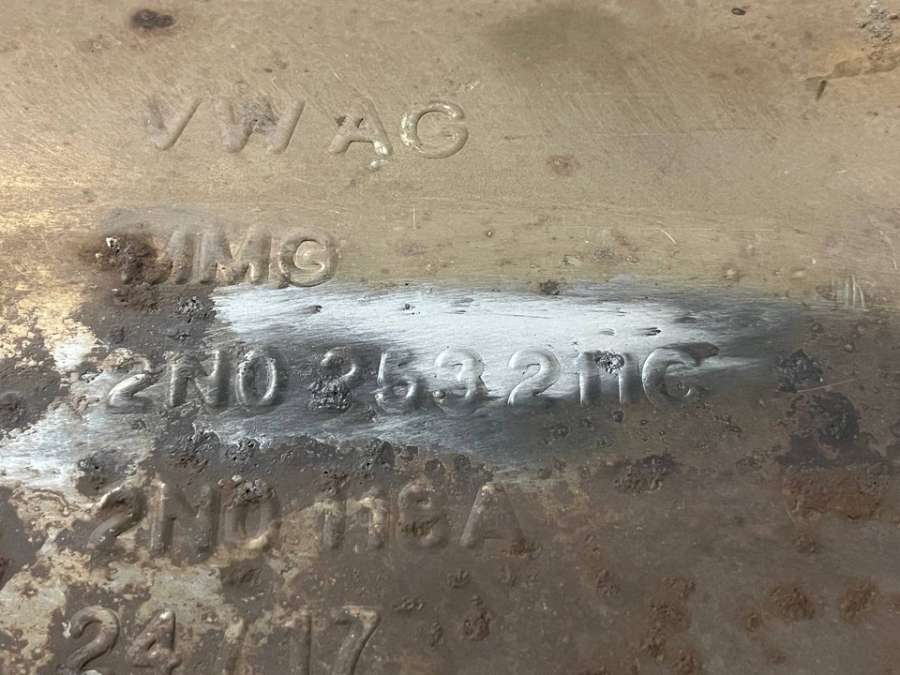 VW AG
JMG
2N0 253 211C
2N0 118A
24/17